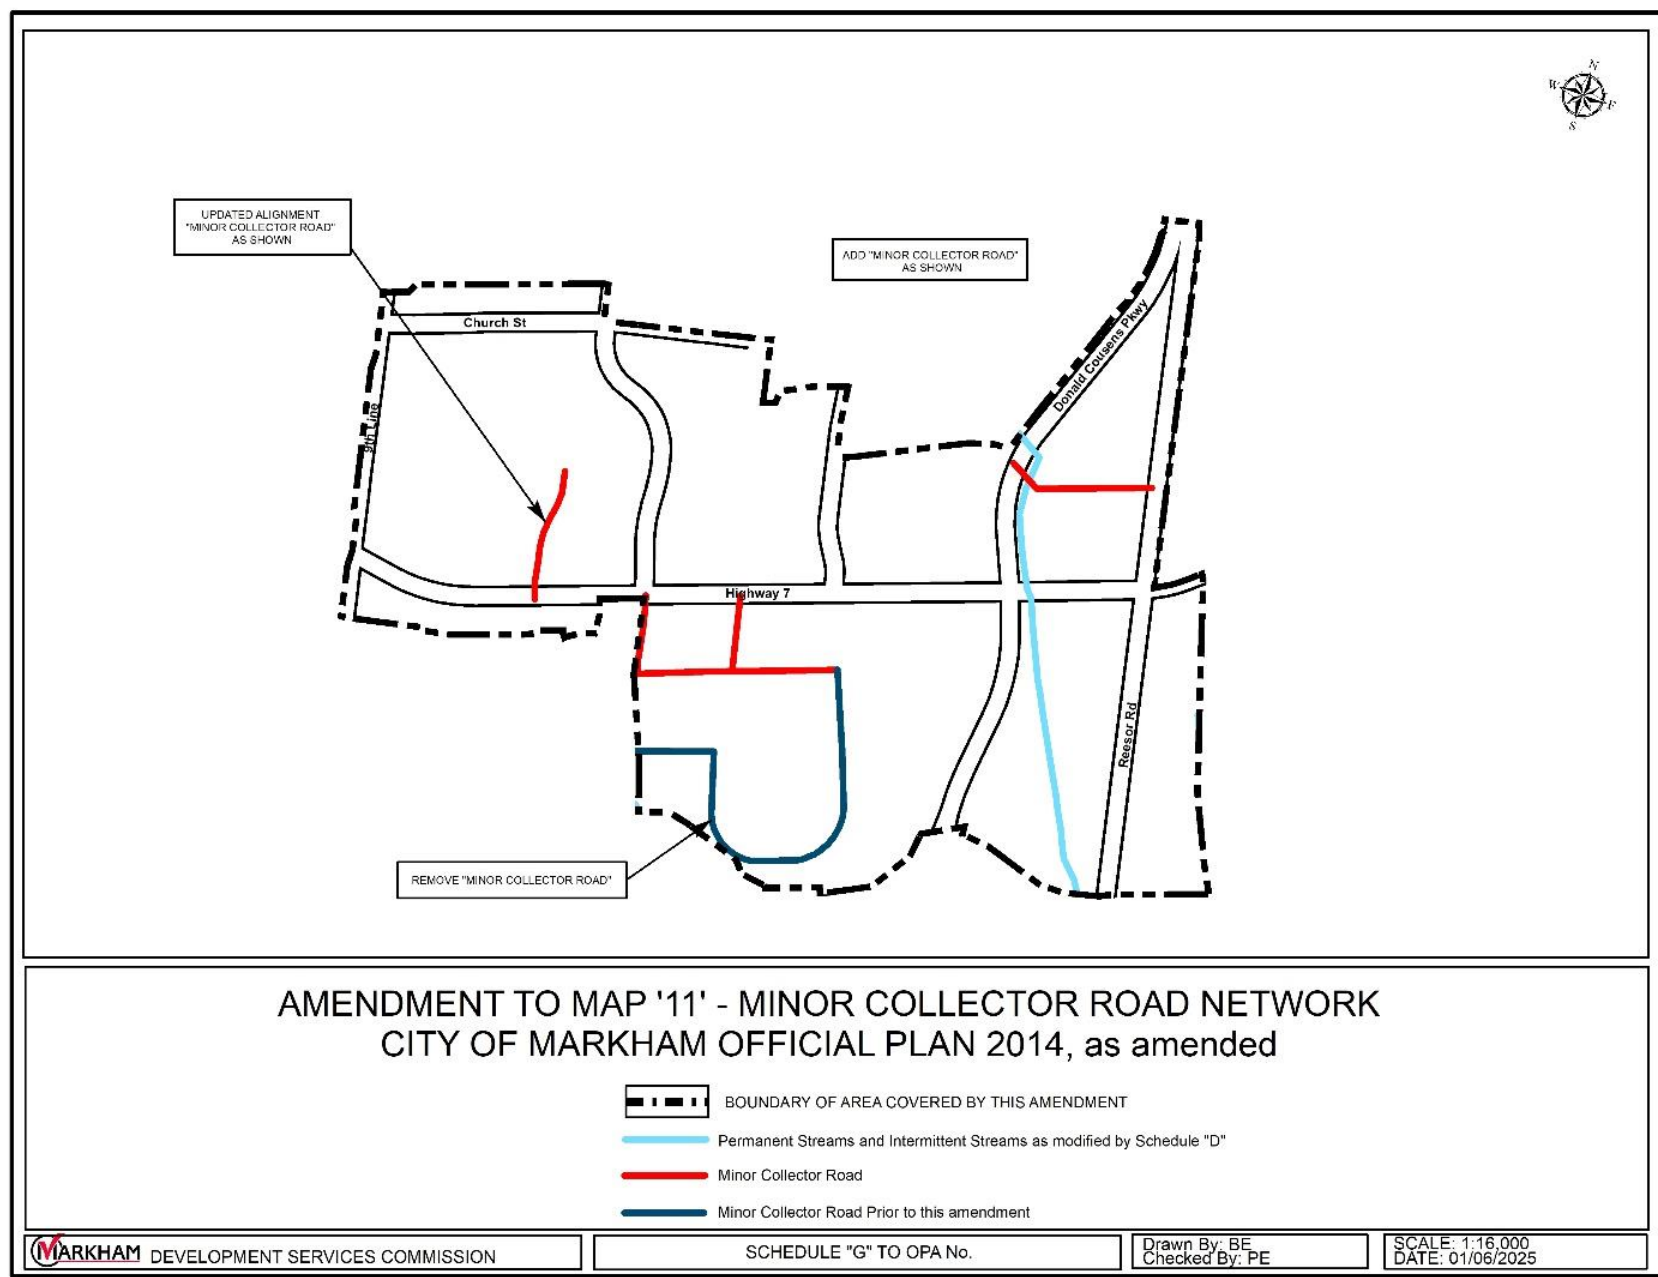 N
W
E
S
UPDATED ALIGNMENT
"MINOR COLLECTOR ROAD"
AS SHOWN
ADD "MINOR COLLECTOR ROAD"
AS SHOWN
Church St
Donald Cousens Pkwy
9th Line
Highway 7
Reesor Rd
REMOVE "MINOR COLLECTOR ROAD"
AMENDMENT TO MAP '11' - MINOR COLLECTOR ROAD NETWORK
CITY OF MARKHAM OFFICIAL PLAN 2014, as amended
BOUNDARY OF AREA COVERED BY THIS AMENDMENT
Permanent Streams and Intermittent Streams as modified by Schedule "D"
Minor Collector Road
Minor Collector Road Prior to this amendment
MARKHAM DEVELOPMENT SERVICES COMMISSION
SCHEDULE "G" TO OPA No.
Drawn By: BE
Checked By: PE
SCALE: 1:16,000
DATE: 01/06/2025